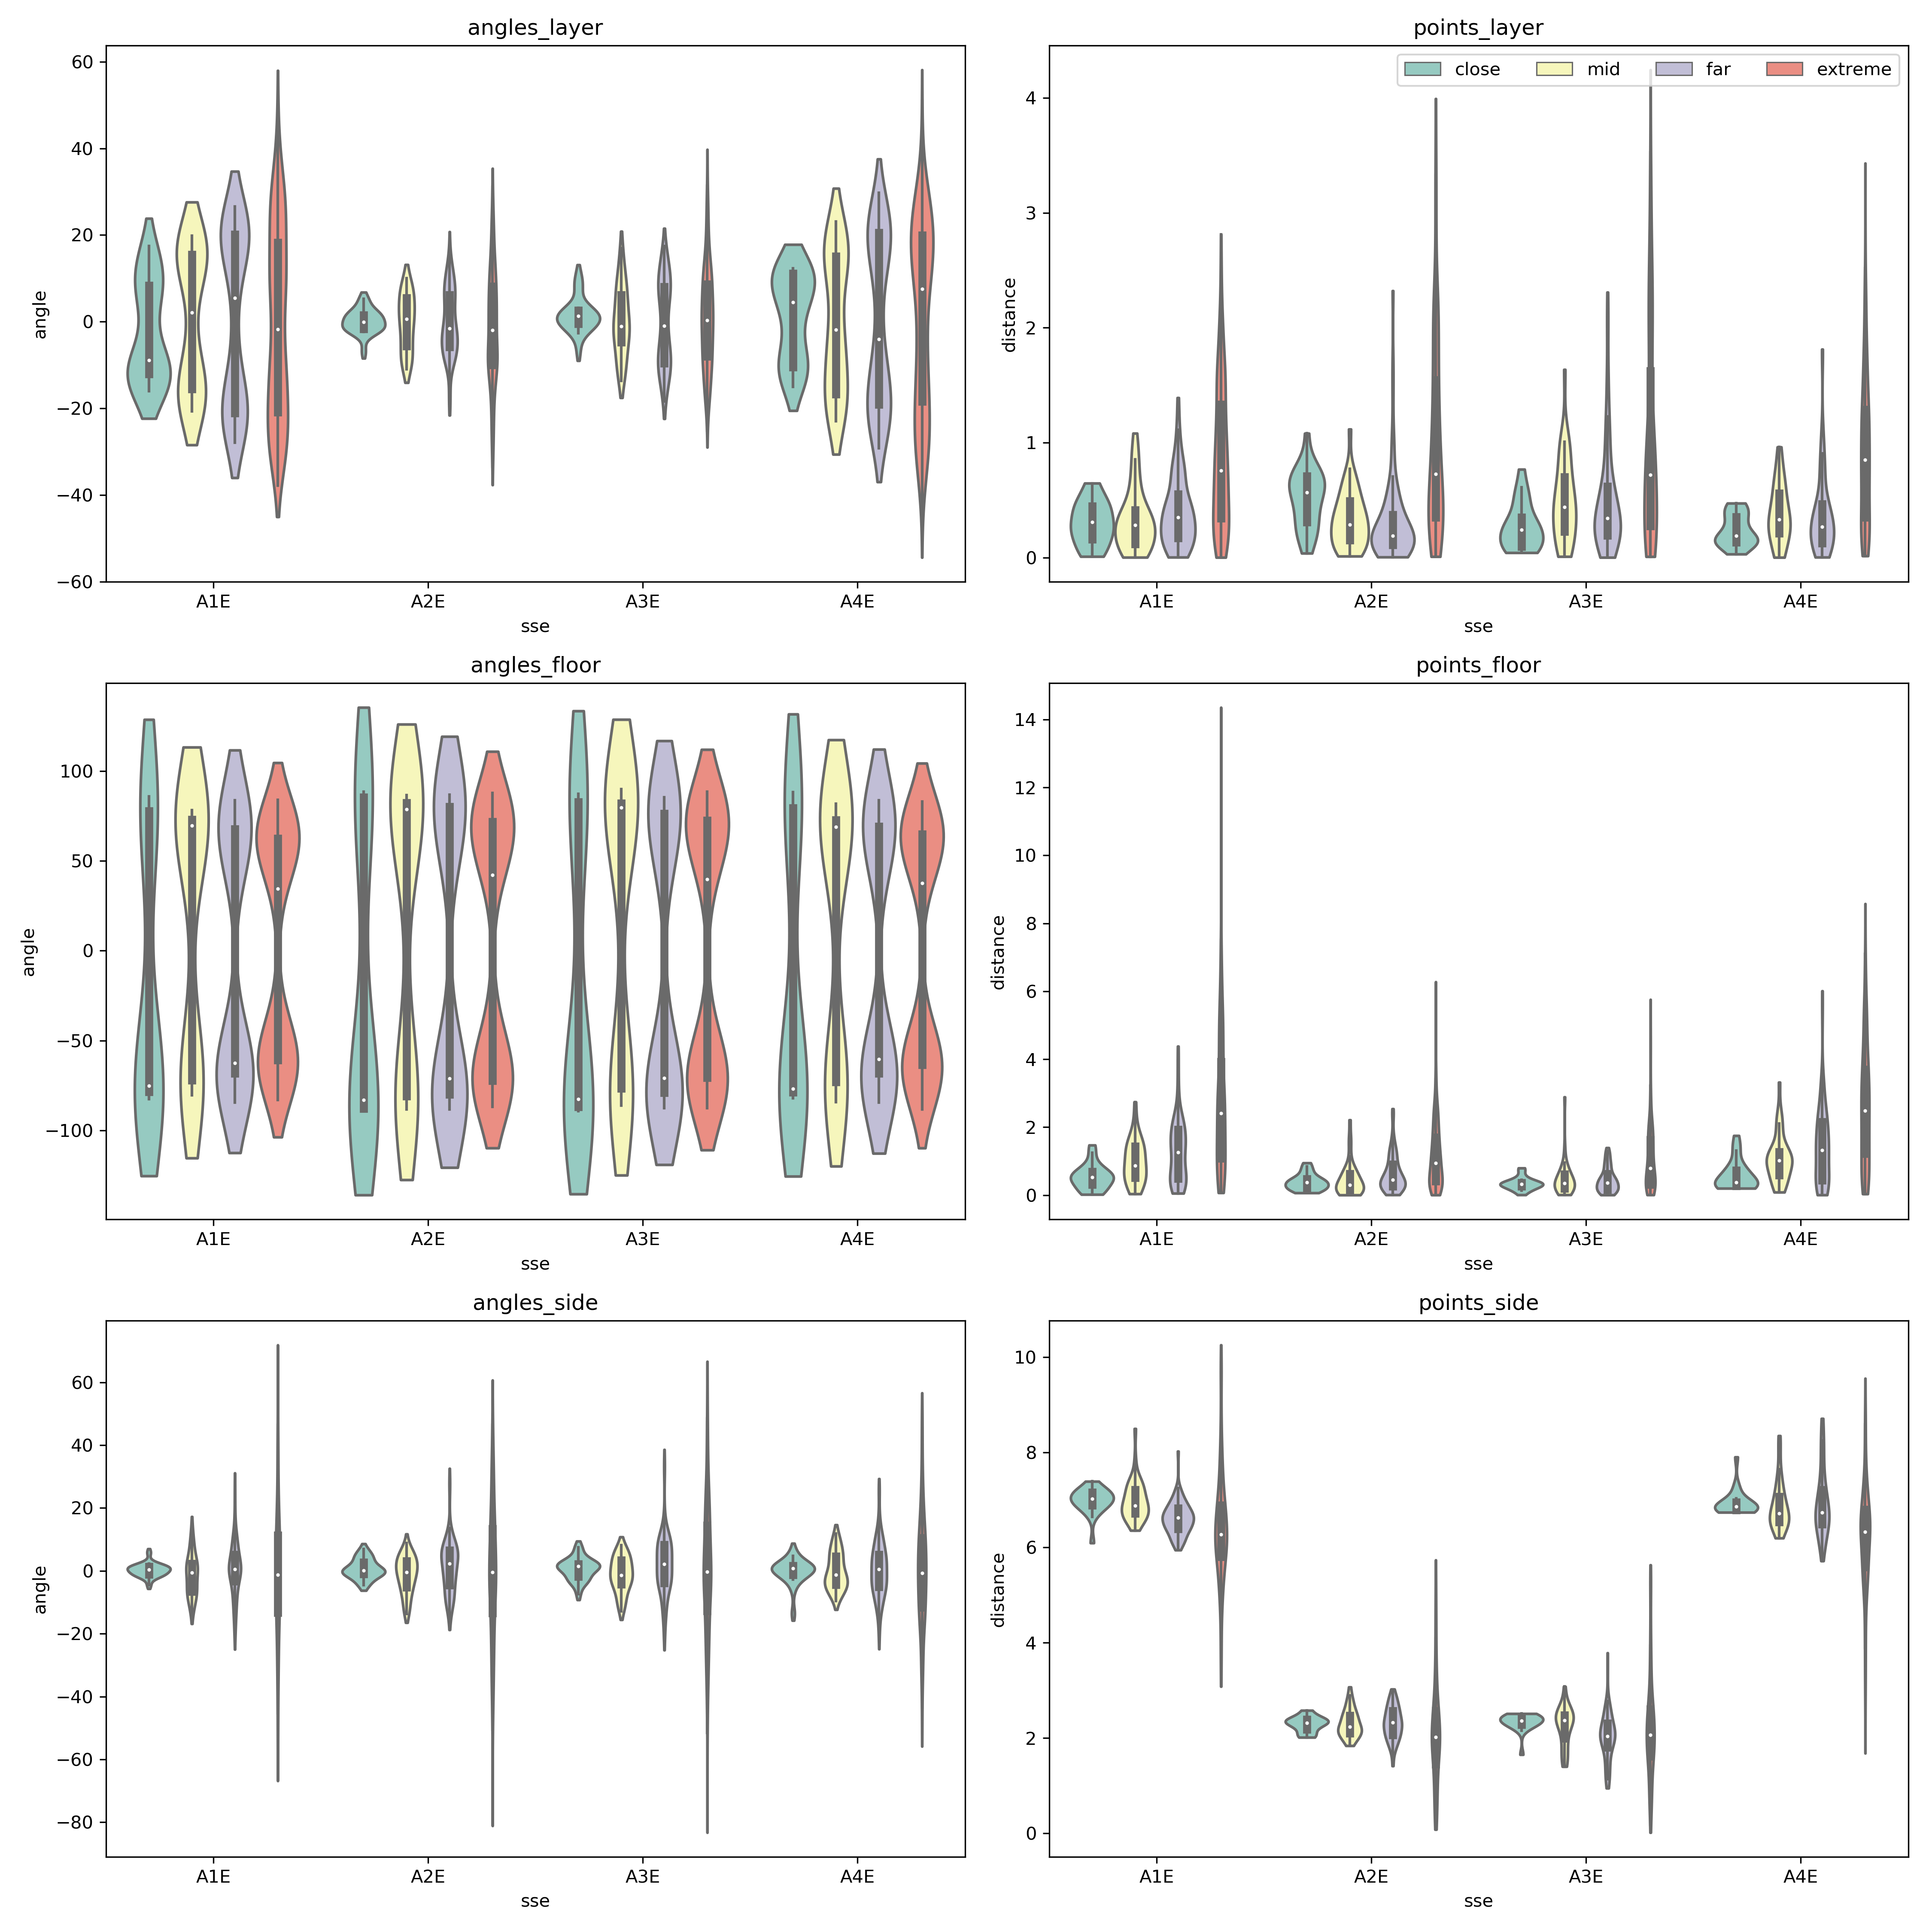 angles_layer
60
40
20
0
−20
−40
−60
angle
A1E A2E A3E A4E
sse
points_layer
close mid far extreme
4
3
2
1
0
distance
A1E A2E A3E A4E
sse
angles_floor
100
50
0
−50
−100
angle
A1E A2E A3E A4E
sse
points_floor
14
12
10
8
6
4
2
0
distance
A1E A2E A3E A4E
sse
angles_side
60
40
20
0
−20
−40
−60
−80
angle
A1E A2E A3E A4E
sse
points_side
10
8
6
4
2
0
distance
A1E A2E A3E A4E
sse